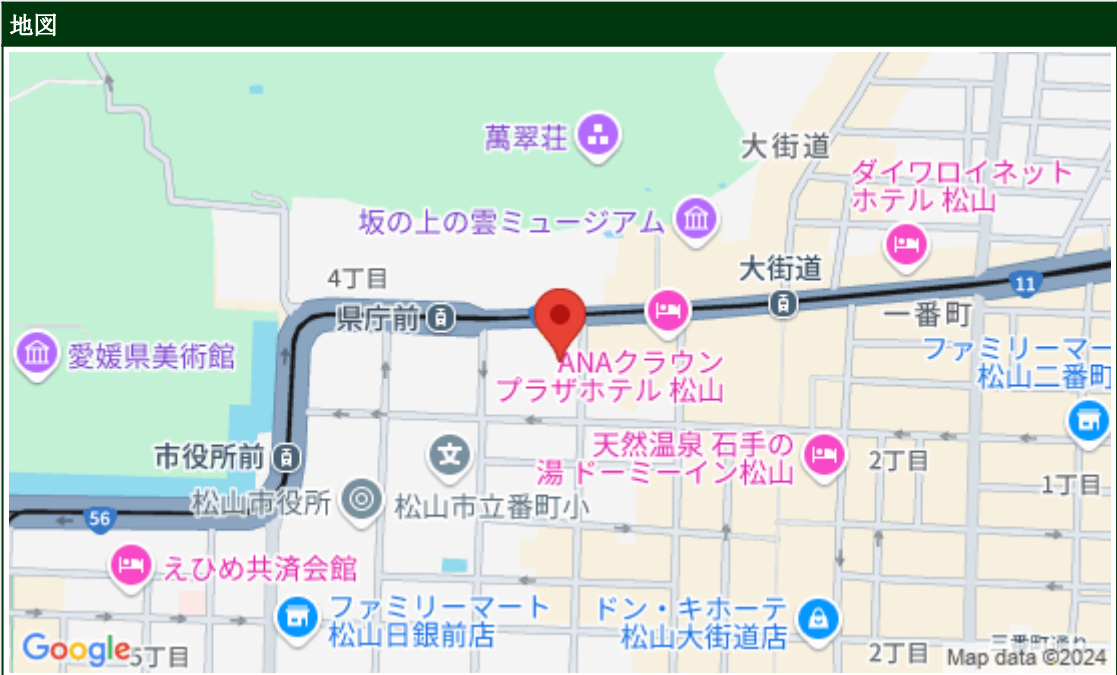 地図
萬翠荘
大街道
ダイワロイネット
ホテル 松山
坂の上の雲ミュージアム
大街道
4丁目
11
県庁前
一番町
愛媛県美術館
ANAクラウン
プラザホテル 松山
ファミリーマー
松山二番町
天然温泉 石手の
湯 ドーミーイン松山
市役所前
2丁目
1丁目
文
松山市役所
松山市立番町小
56
えひめ共済会館
ファミリーマート
松山日銀前店
ドン・キホーテ
松山大街道店
三番町通り
Google
5丁目
2丁目
Map data ©2024